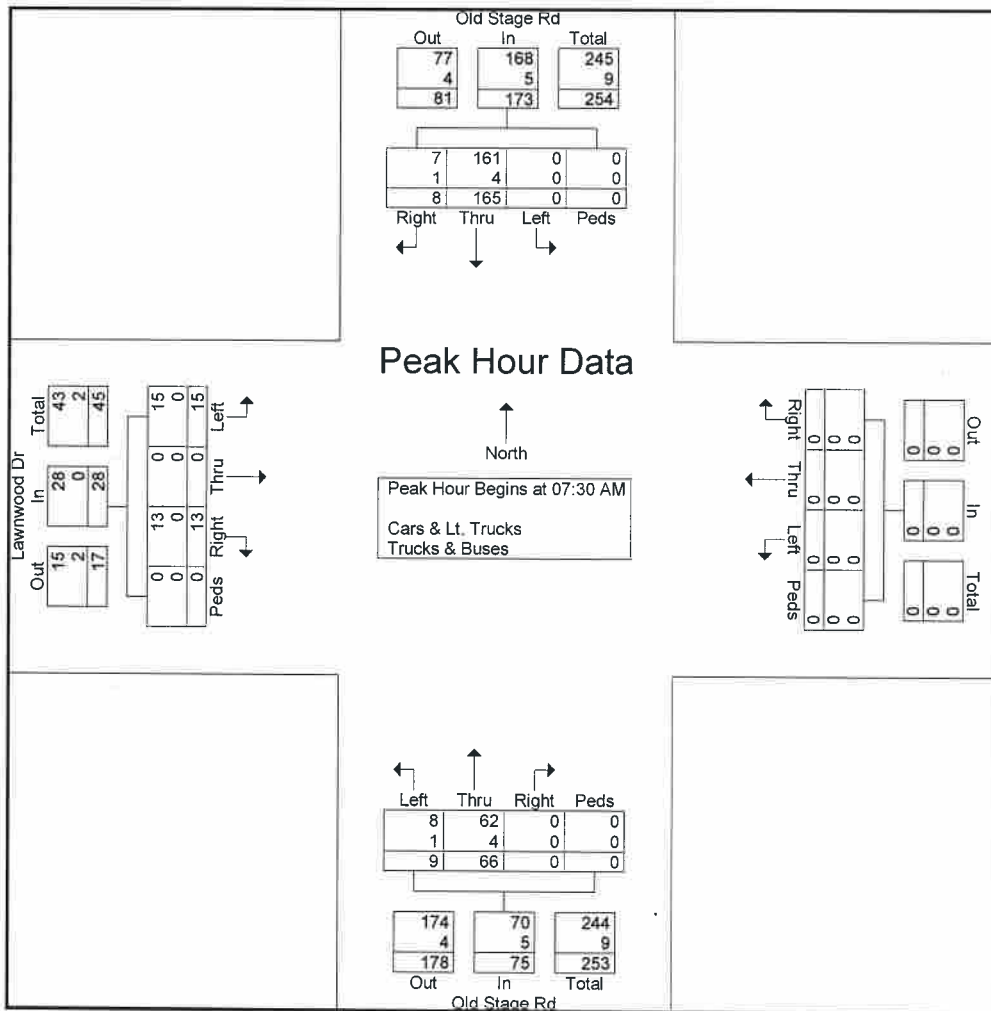 Old Stage Rd
Out In Total
77 168 245
4 5 9
81 173 254
7 161 0 0
1 4 0 0
8 165 0 0
Right Thru Left Peds
Peak Hour Data
North
Peak Hour Begins at 07:30 AM
Cars & Lt. Trucks
Trucks & Buses
Lawnwood Dr
Out In Total
15 28 43
2 0 2
17 28 45
15 0 13 0
0 0 0 0
15 0 13 0
Left Thru Right Peds
Out In Total
0 0 0
0 0 0
0 0 0
0 0 0 0
0 0 0 0
0 0 0 0
Right Thru Left Peds
Left Thru Right Peds
8 62 0 0
1 4 0 0
9 66 0 0
174 70 244
4 5 9
178 75 253
Out In Total
Old Stage Rd